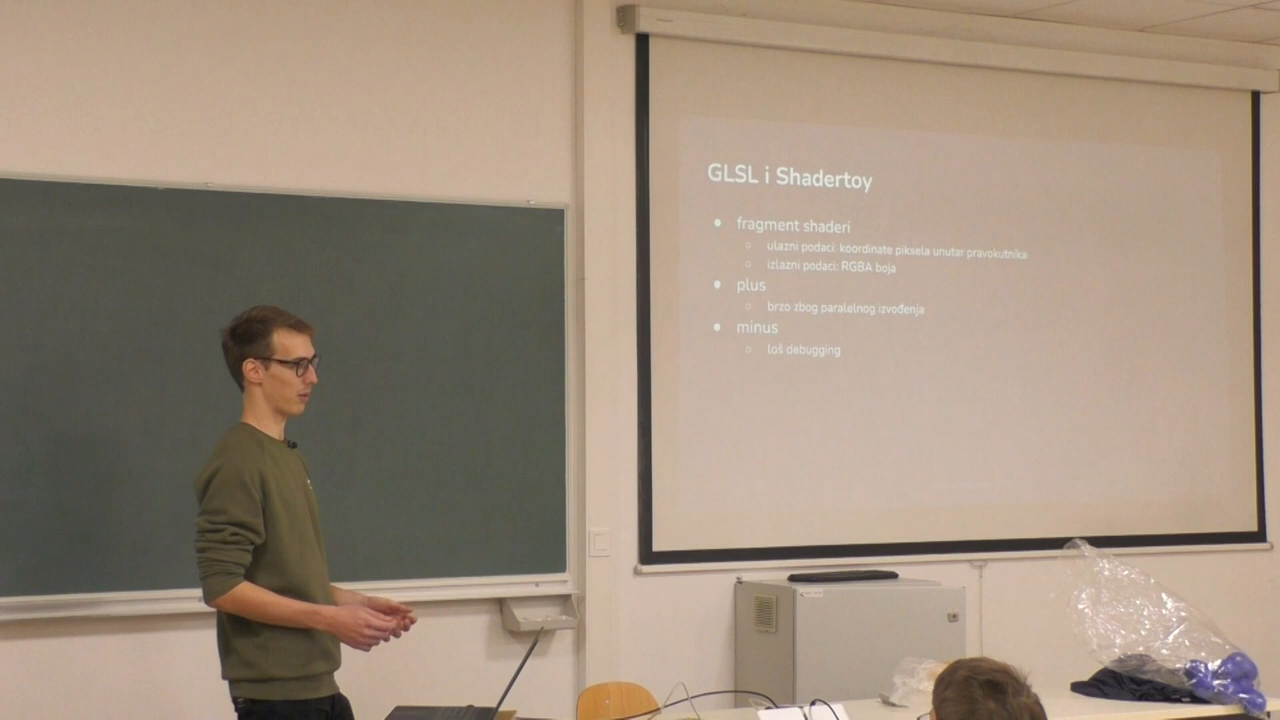 GLSL i Shadertoy
fragment shaderi
ulazni podaci: koordinate piksela unutar pravokutnika
izlazni podaci: RGBA boja
plus
brzo zbog paralelnog izvođenja
minus
loš debugging